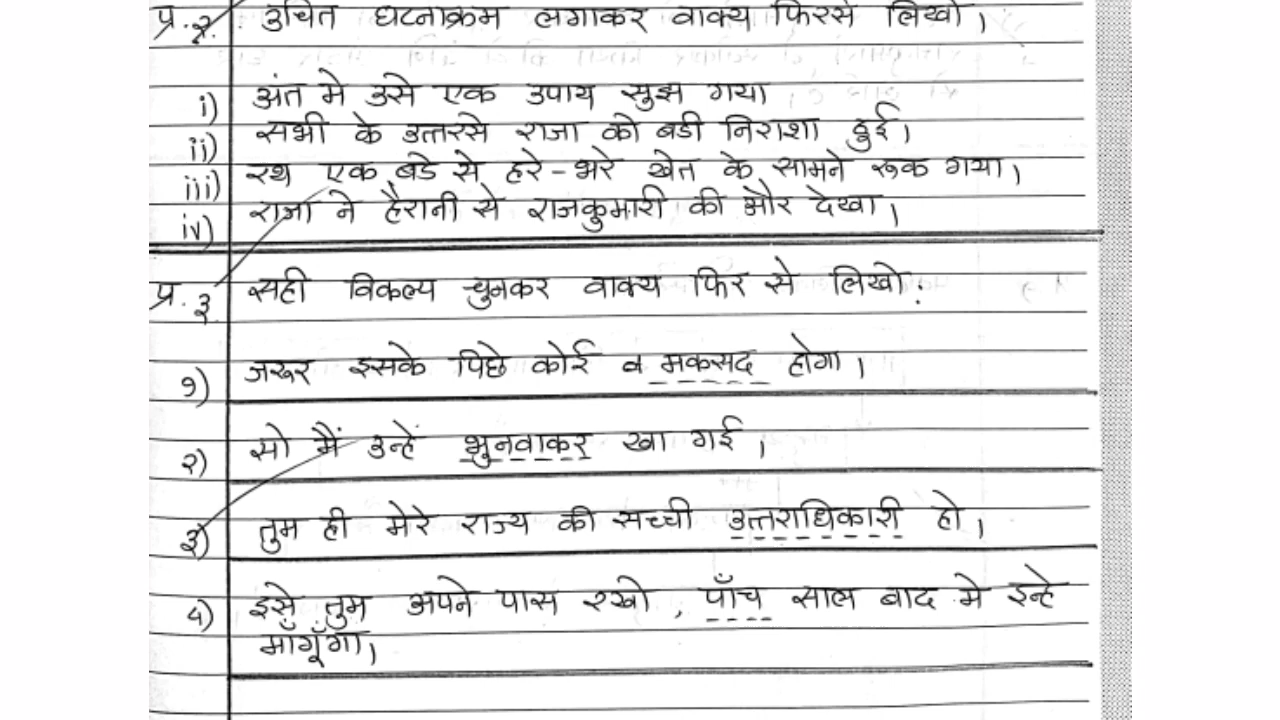 प्र.२. उचित घटनाक्रम लगाकर वाक्य फिरसे लिखो।
i) अंत मे उसे एक उपाय सुझ गया
ii) सभी के उत्तरसे राजा को बडी निराशा हुई।
iii) रथ एक बडे से हरे-भरे खेत के सामने रूक गया।
iv) राजा ने हैरानी से राजकुमारी की और देखा।
प्र. ३ सही विकल्प चुनकर वाक्य फिर से लिखो.
१) जरूर इसके पिछे कोई व मकसद होगा।
२) सो मैं उन्हें भुनवाकर खा गई।
३) तुम ही मेरे राज्य की सच्ची उत्तराधिकारी हो।
४) इसे तुम अपने पास रखो, पाँच साल बाद मे इन्हे
माँगूँगा।